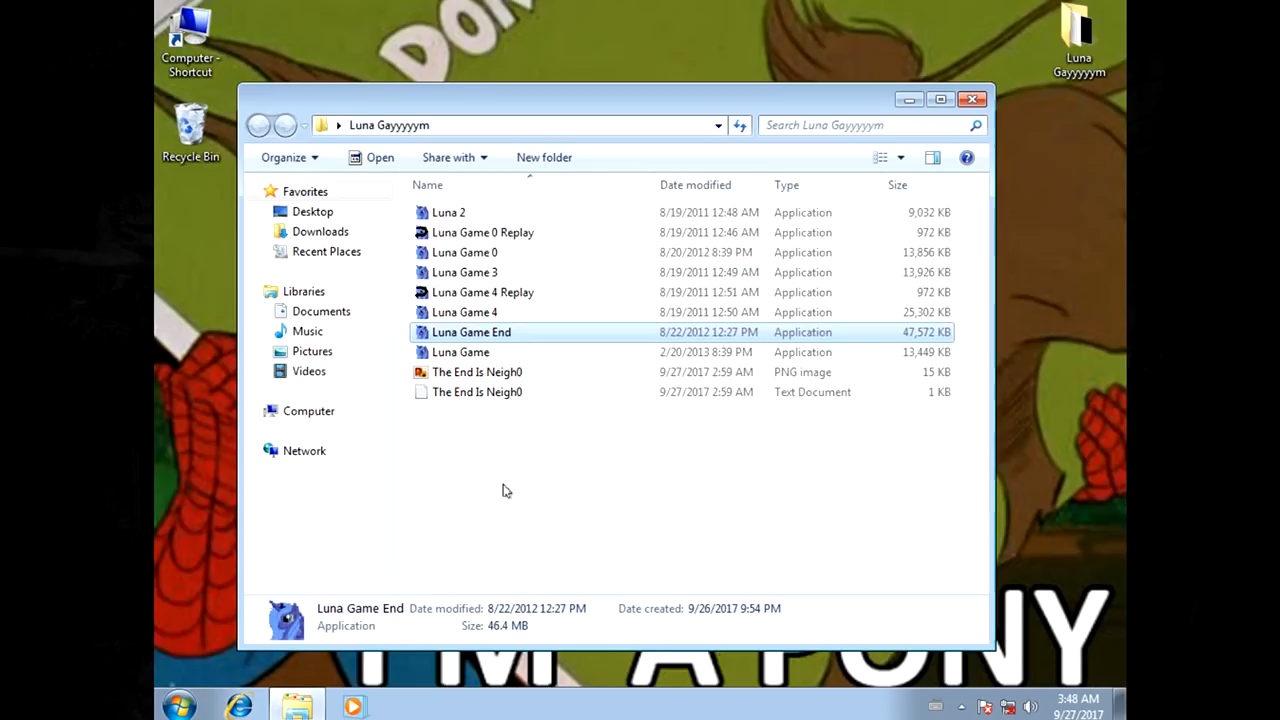 DON
Computer -
Shortcut
Luna
Gayyyyym
Recycle Bin
Luna Gayyyyym
Search Luna Gayyyyym
Organize Open Share with New folder
Name Date modified Type Size
Favorites
Desktop
Downloads
Recent Places
Libraries
Documents
Music
Pictures
Videos
Computer
Network
Luna 2 8/19/2011 12:48 AM Application 9,032 KB
Luna Game 0 Replay 8/19/2011 12:46 AM Application 972 KB
Luna Game 0 8/20/2012 8:39 PM Application 13,856 KB
Luna Game 3 8/19/2011 12:49 AM Application 13,926 KB
Luna Game 4 Replay 8/19/2011 12:51 AM Application 972 KB
Luna Game 4 8/19/2011 12:50 AM Application 25,302 KB
Luna Game End 8/22/2012 12:27 PM Application 47,572 KB
Luna Game 2/20/2013 8:39 PM Application 13,449 KB
The End Is Neigh0 9/27/2017 2:59 AM PNG image 15 KB
The End Is Neigh0 9/27/2017 2:59 AM Text Document 1 KB
Luna Game End Date modified: 8/22/2012 12:27 PM Date created: 9/26/2017 9:54 PM
Application Size: 46.4 MB
I'M A PONY
3:48 AM
9/27/2017